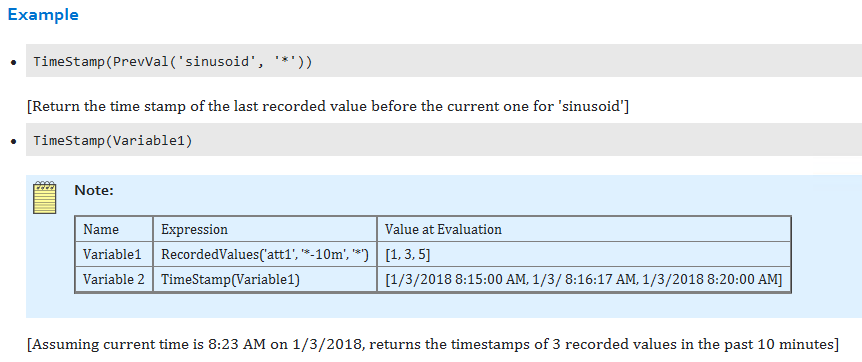 Example
• TimeStamp(PrevVal('sinusoid', '*'))
[Return the time stamp of the last recorded value before the current one for 'sinusoid']
• TimeStamp(Variable1)
Note:
Name Expression Value at Evaluation
Variable1 RecordedValues('att1', '*-10m', '*') [1, 3, 5]
Variable 2 TimeStamp(Variable1) [1/3/2018 8:15:00 AM, 1/3/ 8:16:17 AM, 1/3/2018 8:20:00 AM]
[Assuming current time is 8:23 AM on 1/3/2018, returns the timestamps of 3 recorded values in the past 10 minutes]